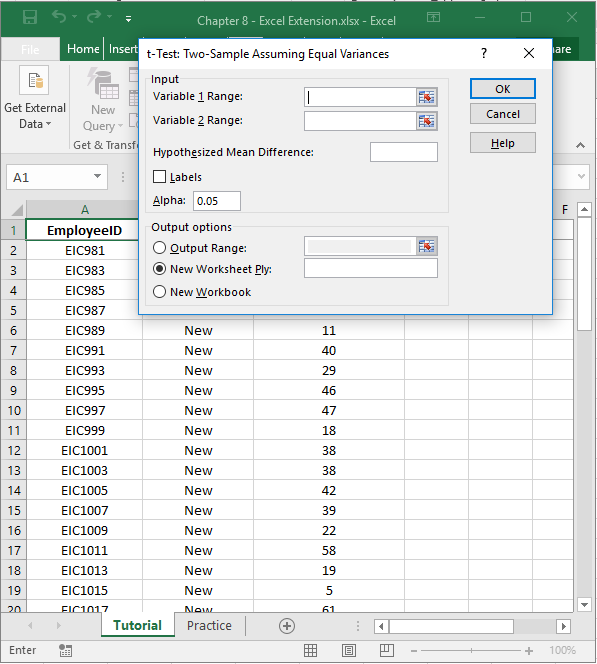 Chapter 8 - Excel Extension.xlsx - Excel
File Home Insert
t-Test: Two-Sample Assuming Equal Variances ?
Input
Variable 1 Range:
Variable 2 Range:
Hypothesized Mean Difference:
Labels
Alpha: 0.05
Output options
Output Range:
New Worksheet Ply:
New Workbook
OK
Cancel
Help
Get External
Data
New
Query
Get & Transf
A1
A F
1 EmployeeID
2 EIC981
3 EIC983
4 EIC985
5 EIC987
6 EIC989 New 11
7 EIC991 New 40
8 EIC993 New 29
9 EIC995 New 46
10 EIC997 New 47
11 EIC999 New 18
12 EIC1001 New 38
13 EIC1003 New 38
14 EIC1005 New 42
15 EIC1007 New 39
16 EIC1009 New 22
17 EIC1011 New 58
18 EIC1013 New 19
19 EIC1015 New 5
20 EIC1017 New 61
Tutorial Practice
Enter 100%